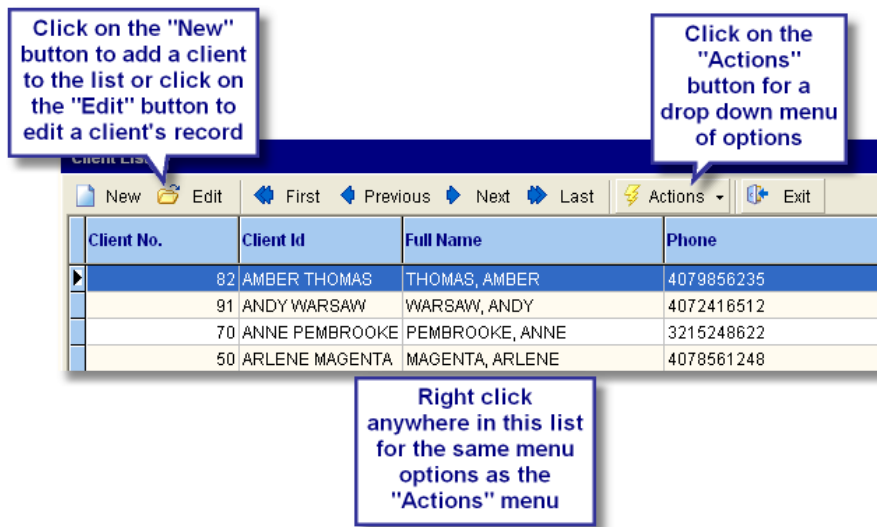 Click on the "New"
button to add a client
to the list or click on
the "Edit" button to
edit a client's record
Click on the
"Actions"
button for a
drop down menu
of options
Client List
New Edit First Previous Next Last Actions Exit
Client No. Client Id Full Name Phone
82 AMBER THOMAS THOMAS, AMBER 4079856235
91 ANDY WARSAW WARSAW, ANDY 4072416512
70 ANNE PEMBROOKE PEMBROOKE, ANNE 3215248622
50 ARLENE MAGENTA MAGENTA, ARLENE 4078561248
Right click
anywhere in this list
for the same menu
options as the
"Actions" menu